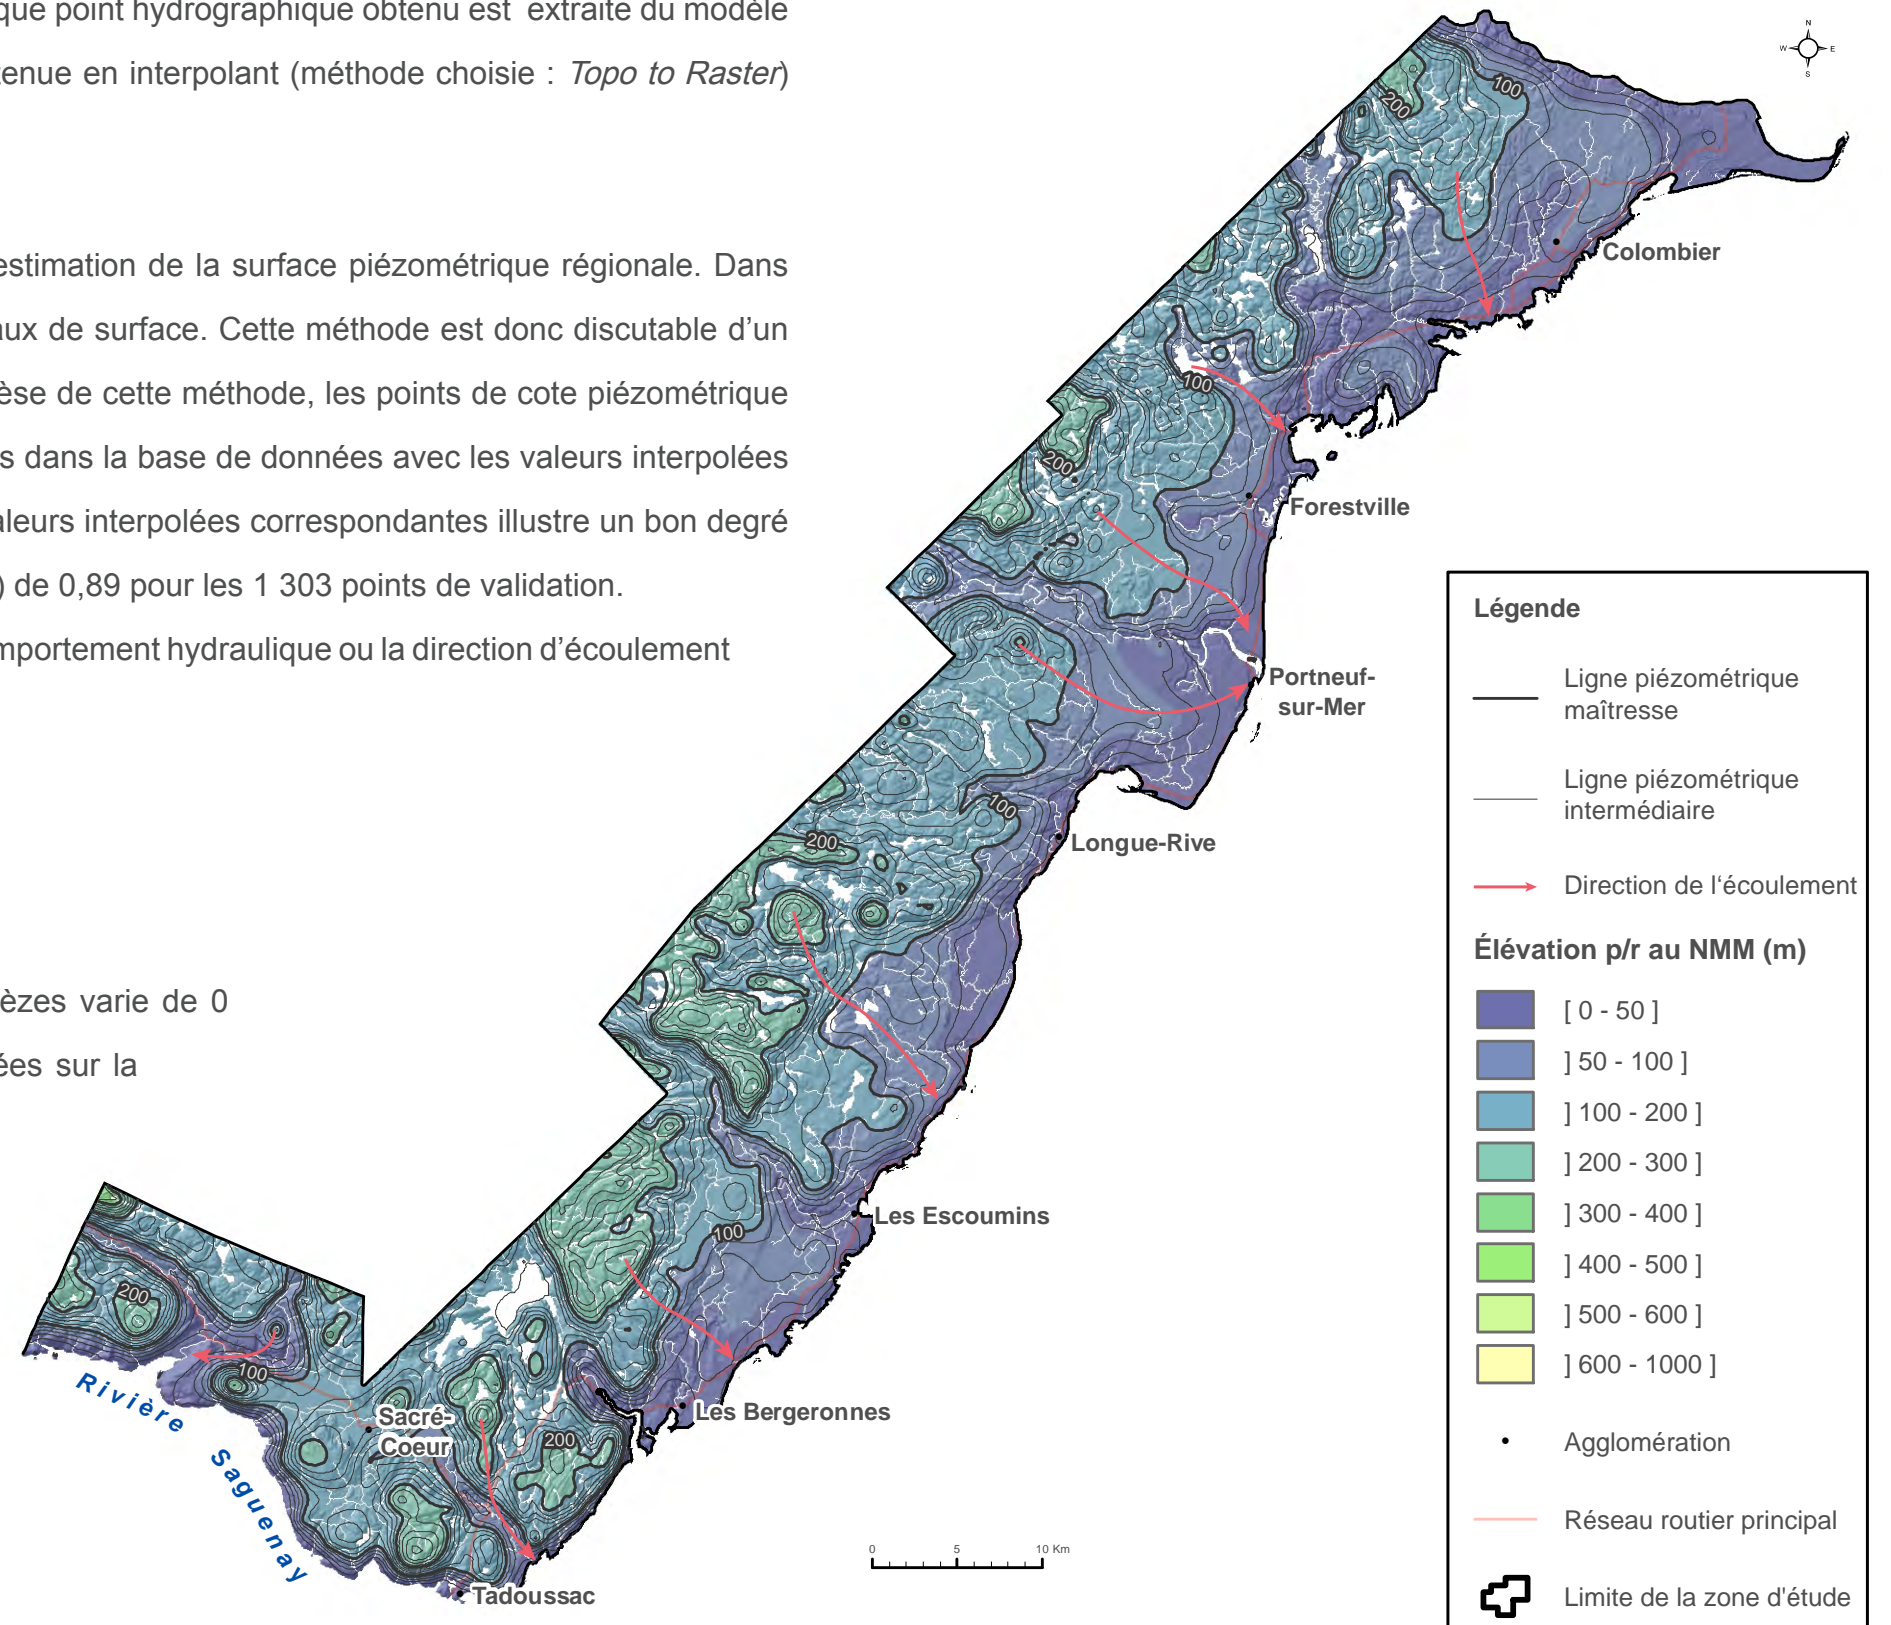 que point hydrographique obtenu est extraite du modèle
tenue en interpolant (méthode choisie : Topo to Raster)
estimation de la surface piézométrique régionale. Dans
aux de surface. Cette méthode est donc discutable d’un
èse de cette méthode, les points de cote piézométrique
s dans la base de données avec les valeurs interpolées
aleurs interpolées correspondantes illustre un bon degré
) de 0,89 pour les 1 303 points de validation.
mportement hydraulique ou la direction d’écoulement
èzes varie de 0
ées sur la
N
W E
S
200
100
Colombier
100
200
Forestville
Portneuf-
sur-Mer
100
200
Longue-Rive
Les Escoumins
100
200
100
Rivière Saguenay
Sacré-
Coeur
200
Les Bergeronnes
Tadoussac
0 5 10 Km
Légende
Ligne piézométrique
maîtresse
Ligne piézométrique
intermédiaire
Direction de l‘écoulement
Élévation p/r au NMM (m)
[ 0 - 50 ]
] 50 - 100 ]
] 100 - 200 ]
] 200 - 300 ]
] 300 - 400 ]
] 400 - 500 ]
] 500 - 600 ]
] 600 - 1000 ]
Agglomération
Réseau routier principal
Limite de la zone d'étude